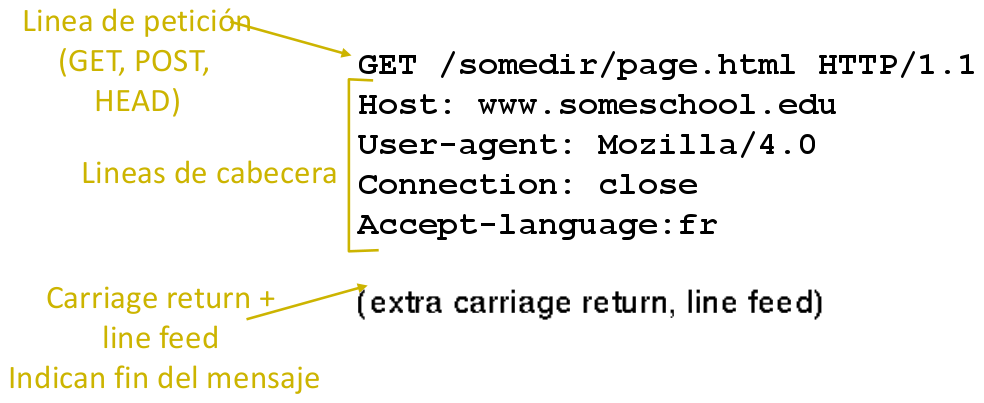 Linea de petición
(GET, POST,
HEAD)
GET /somedir/page.html HTTP/1.1
Host: www.someschool.edu
User-agent: Mozilla/4.0
Connection: close
Accept-language:fr
Lineas de cabecera
Carriage return +
line feed
Indican fin del mensaje
(extra carriage return, line feed)